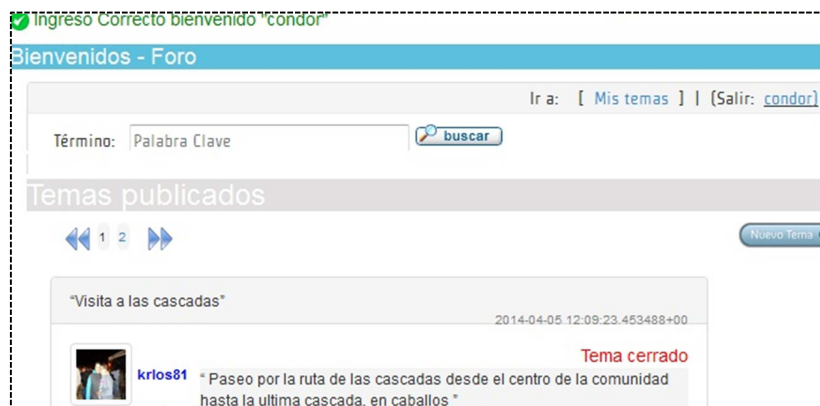 Ingreso Correcto bienvenido "condor"
Bienvenidos - Foro
Ir a: [ Mis temas ] | (Salir: condor)
Término: Palabra Clave buscar
Temas publicados
1 2
Nuevo Tema
“Visita a las cascadas”
2014-04-05 12:09:23.453488+00
Tema cerrado
krlos81
“ Paseo por la ruta de las cascadas desde el centro de la comunidad
hasta la ultima cascada, en caballos ”